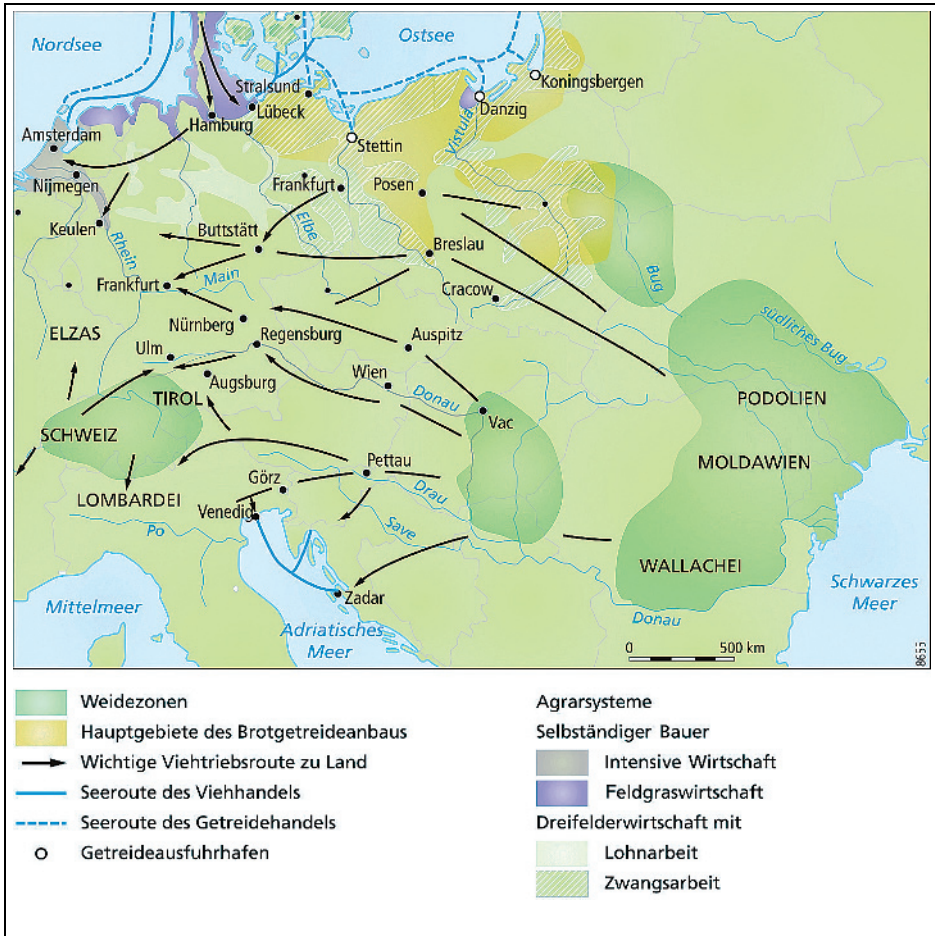 Nordsee
Ostsee
Koningsbergen
Stralsund
Danzig
Lübeck
Hamburg
Amsterdam
Stettin
Vistula
Nijmegen
Frankfurt
Posen
Keulen
Buttstätt
Elbe
Rhein
Breslau
Bug
Frankfurt
Main
Cracow
südliches Bug
Nürnberg
ELZAS
Regensburg
Auspitz
Ulm
Wien
Augsburg
Donau
TIROL
Vac
PODOLIEN
SCHWEIZ
MOLDAWIEN
Pettau
Görz
Drau
LOMBARDEI
Venedig
Save
Po
WALLACHEI
Schwarzes
Meer
Mittelmeer
Zadar
Donau
Adriatisches
Meer
0 500 km
8655
Weidezonen
Hauptgebiete des Brotgetreideanbaus
Wichtige Viehtriebsroute zu Land
Seeroute des Viehhandels
Seeroute des Getreidehandels
Getreideausfuhrhafen
Agrarsysteme
Selbständiger Bauer
Intensive Wirtschaft
Feldgraswirtschaft
Dreifelderwirtschaft mit
Lohnarbeit
Zwangsarbeit